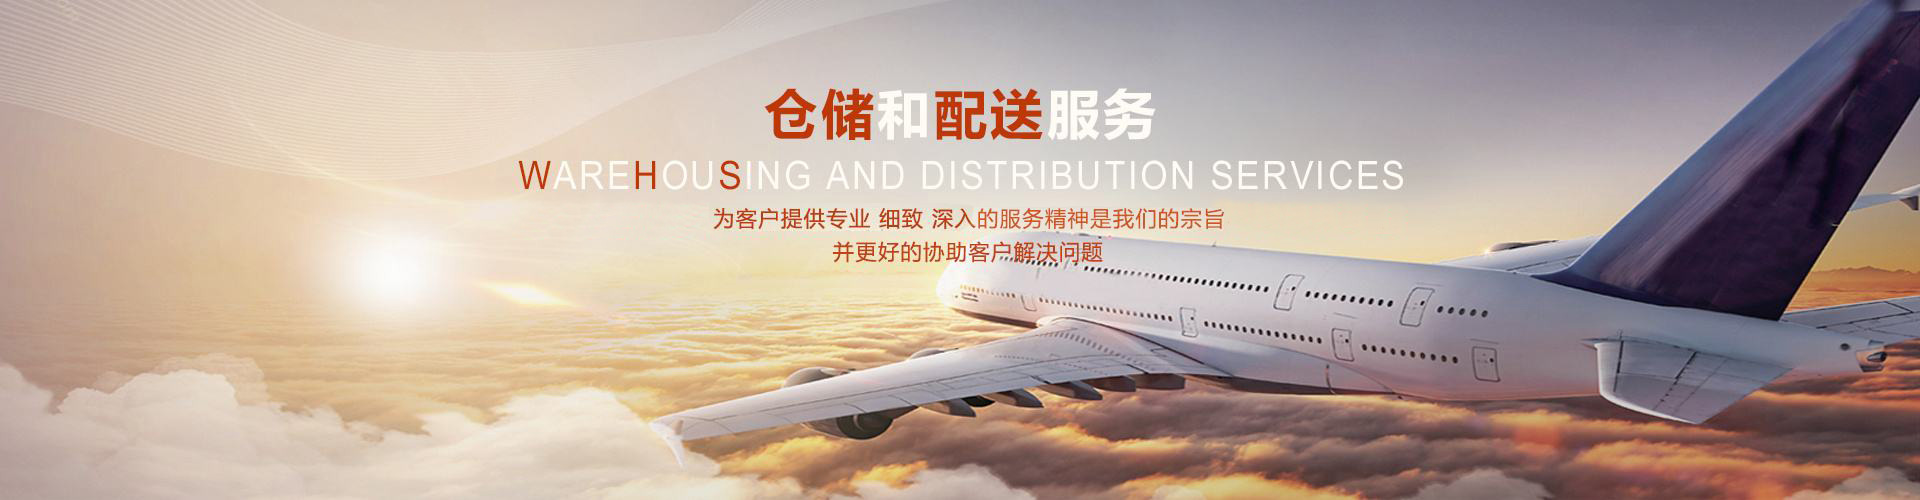 仓储和配送服务
WAREHOUSING AND DISTRIBUTION SERVICES
为客户提供专业 细致 深入的服务精神是我们的宗旨
并更好的协助客户解决问题